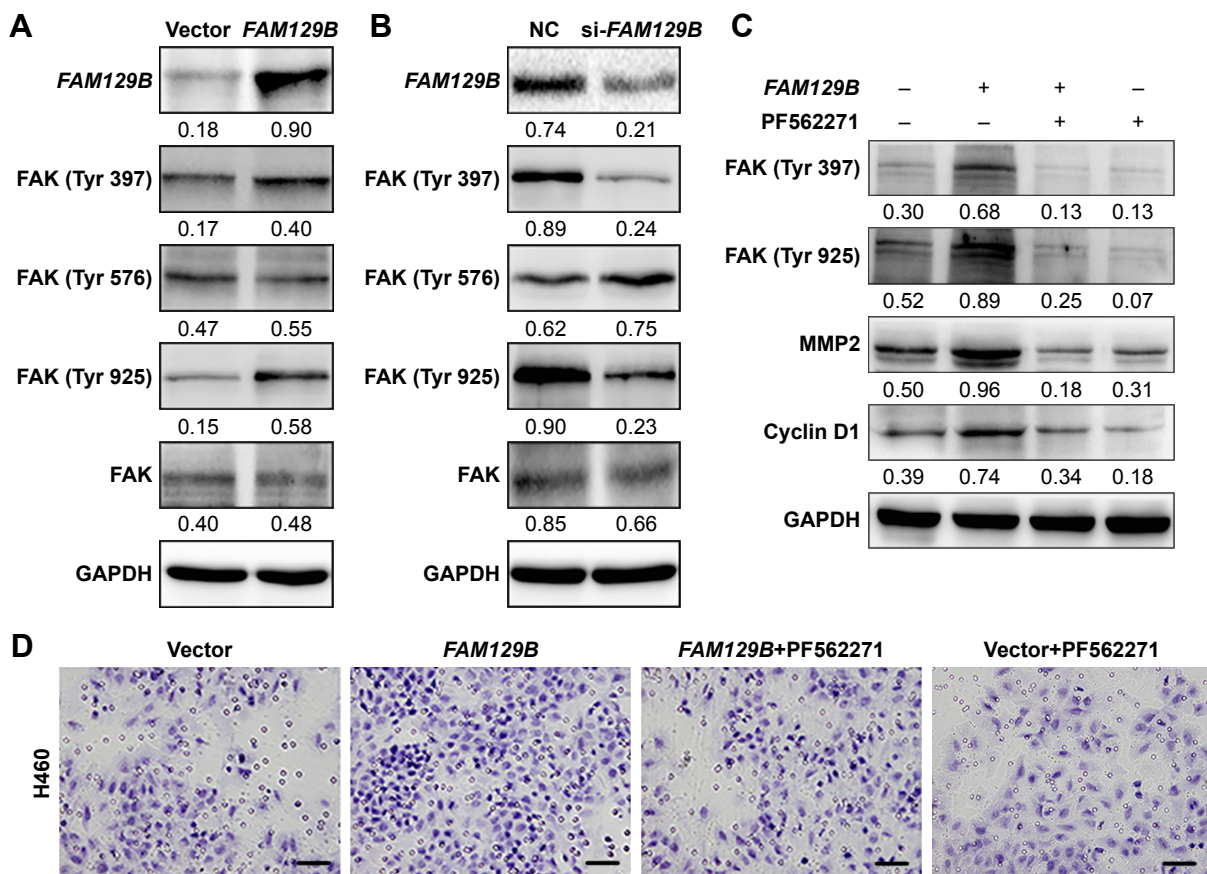 A
Vector FAM129B
FAM129B
0.18 0.90
FAK (Tyr 397)
0.17 0.40
FAK (Tyr 576)
0.47 0.55
FAK (Tyr 925)
0.15 0.58
FAK
0.40 0.48
GAPDH
B
NC si-FAM129B
FAM129B
0.74 0.21
FAK (Tyr 397)
0.89 0.24
FAK (Tyr 576)
0.62 0.75
FAK (Tyr 925)
0.90 0.23
FAK
0.85 0.66
GAPDH
C
FAM129B – + + –
PF562271 – – + +
FAK (Tyr 397)
0.30 0.68 0.13 0.13
FAK (Tyr 925)
0.52 0.89 0.25 0.07
MMP2
0.50 0.96 0.18 0.31
Cyclin D1
0.39 0.74 0.34 0.18
GAPDH
D
Vector FAM129B FAM129B+PF562271 Vector+PF562271
H460